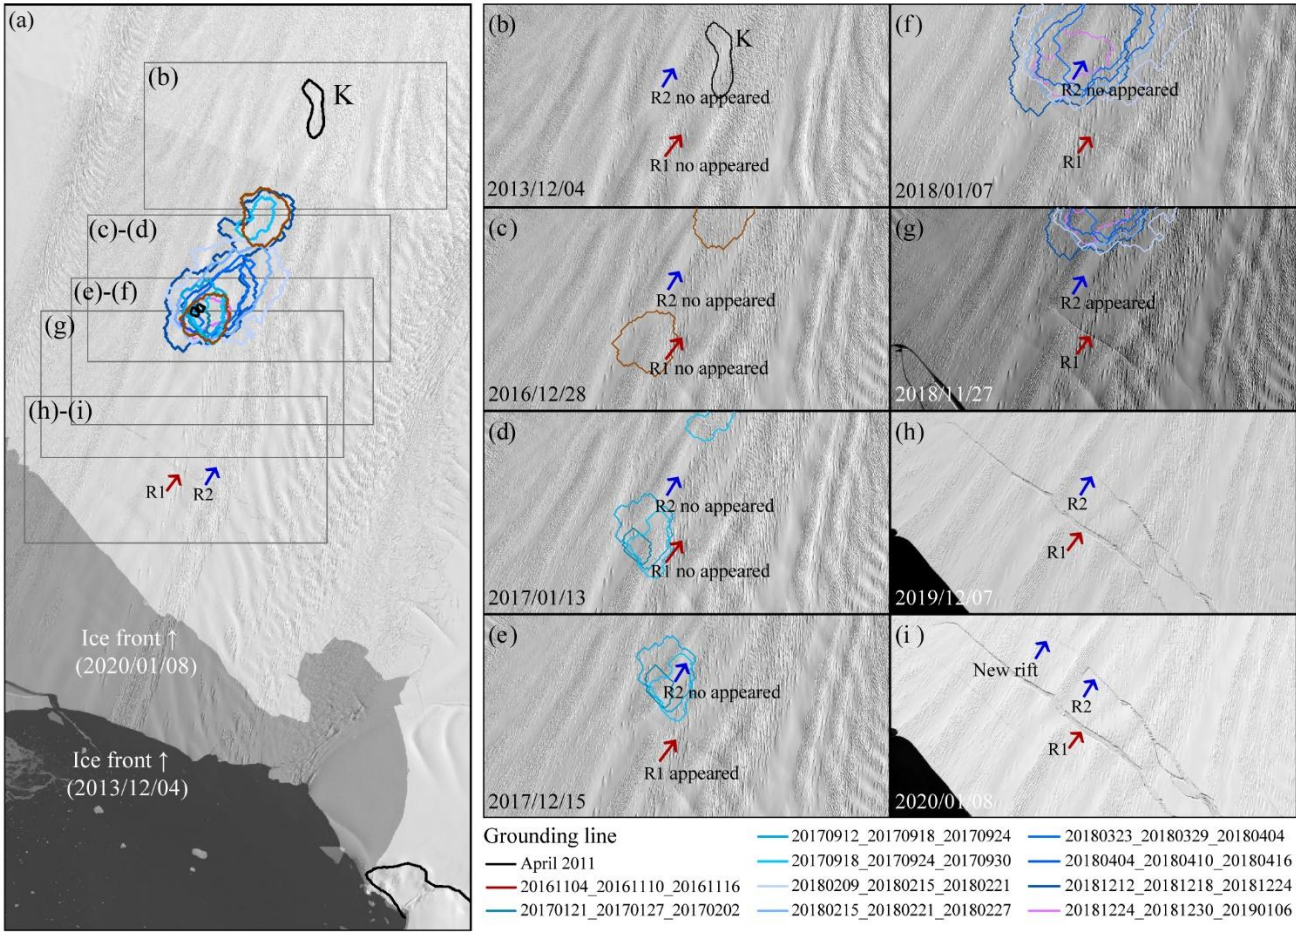 (a)
(b)
K
(c)-(d)
(e)-(f)
(g)
(h)-(i)
R1
R2
Ice front ↑
(2020/01/08)
Ice front ↑
(2013/12/04)
(b)
K
R2 no appeared
R1 no appeared
2013/12/04
(c)
R2 no appeared
R1 no appeared
2016/12/28
(d)
R2 no appeared
R1 no appeared
2017/01/13
(e)
R2 no appeared
R1 appeared
2017/12/15
(f)
R2 no appeared
R1
2018/01/07
(g)
R2 appeared
R1
2018/11/27
(h)
R2
R1
2019/12/07
(i)
New rift
R2
R1
2020/01/08
Grounding line
April 2011
20161104_20161110_20161116
20170121_20170127_20170202
20170912_20170918_20170924
20170918_20170924_20170930
20180209_20180215_20180221
20180215_20180221_20180227
20180323_20180329_20180404
20180404_20180410_20180416
20181212_20181218_20181224
20181224_20181230_20190106